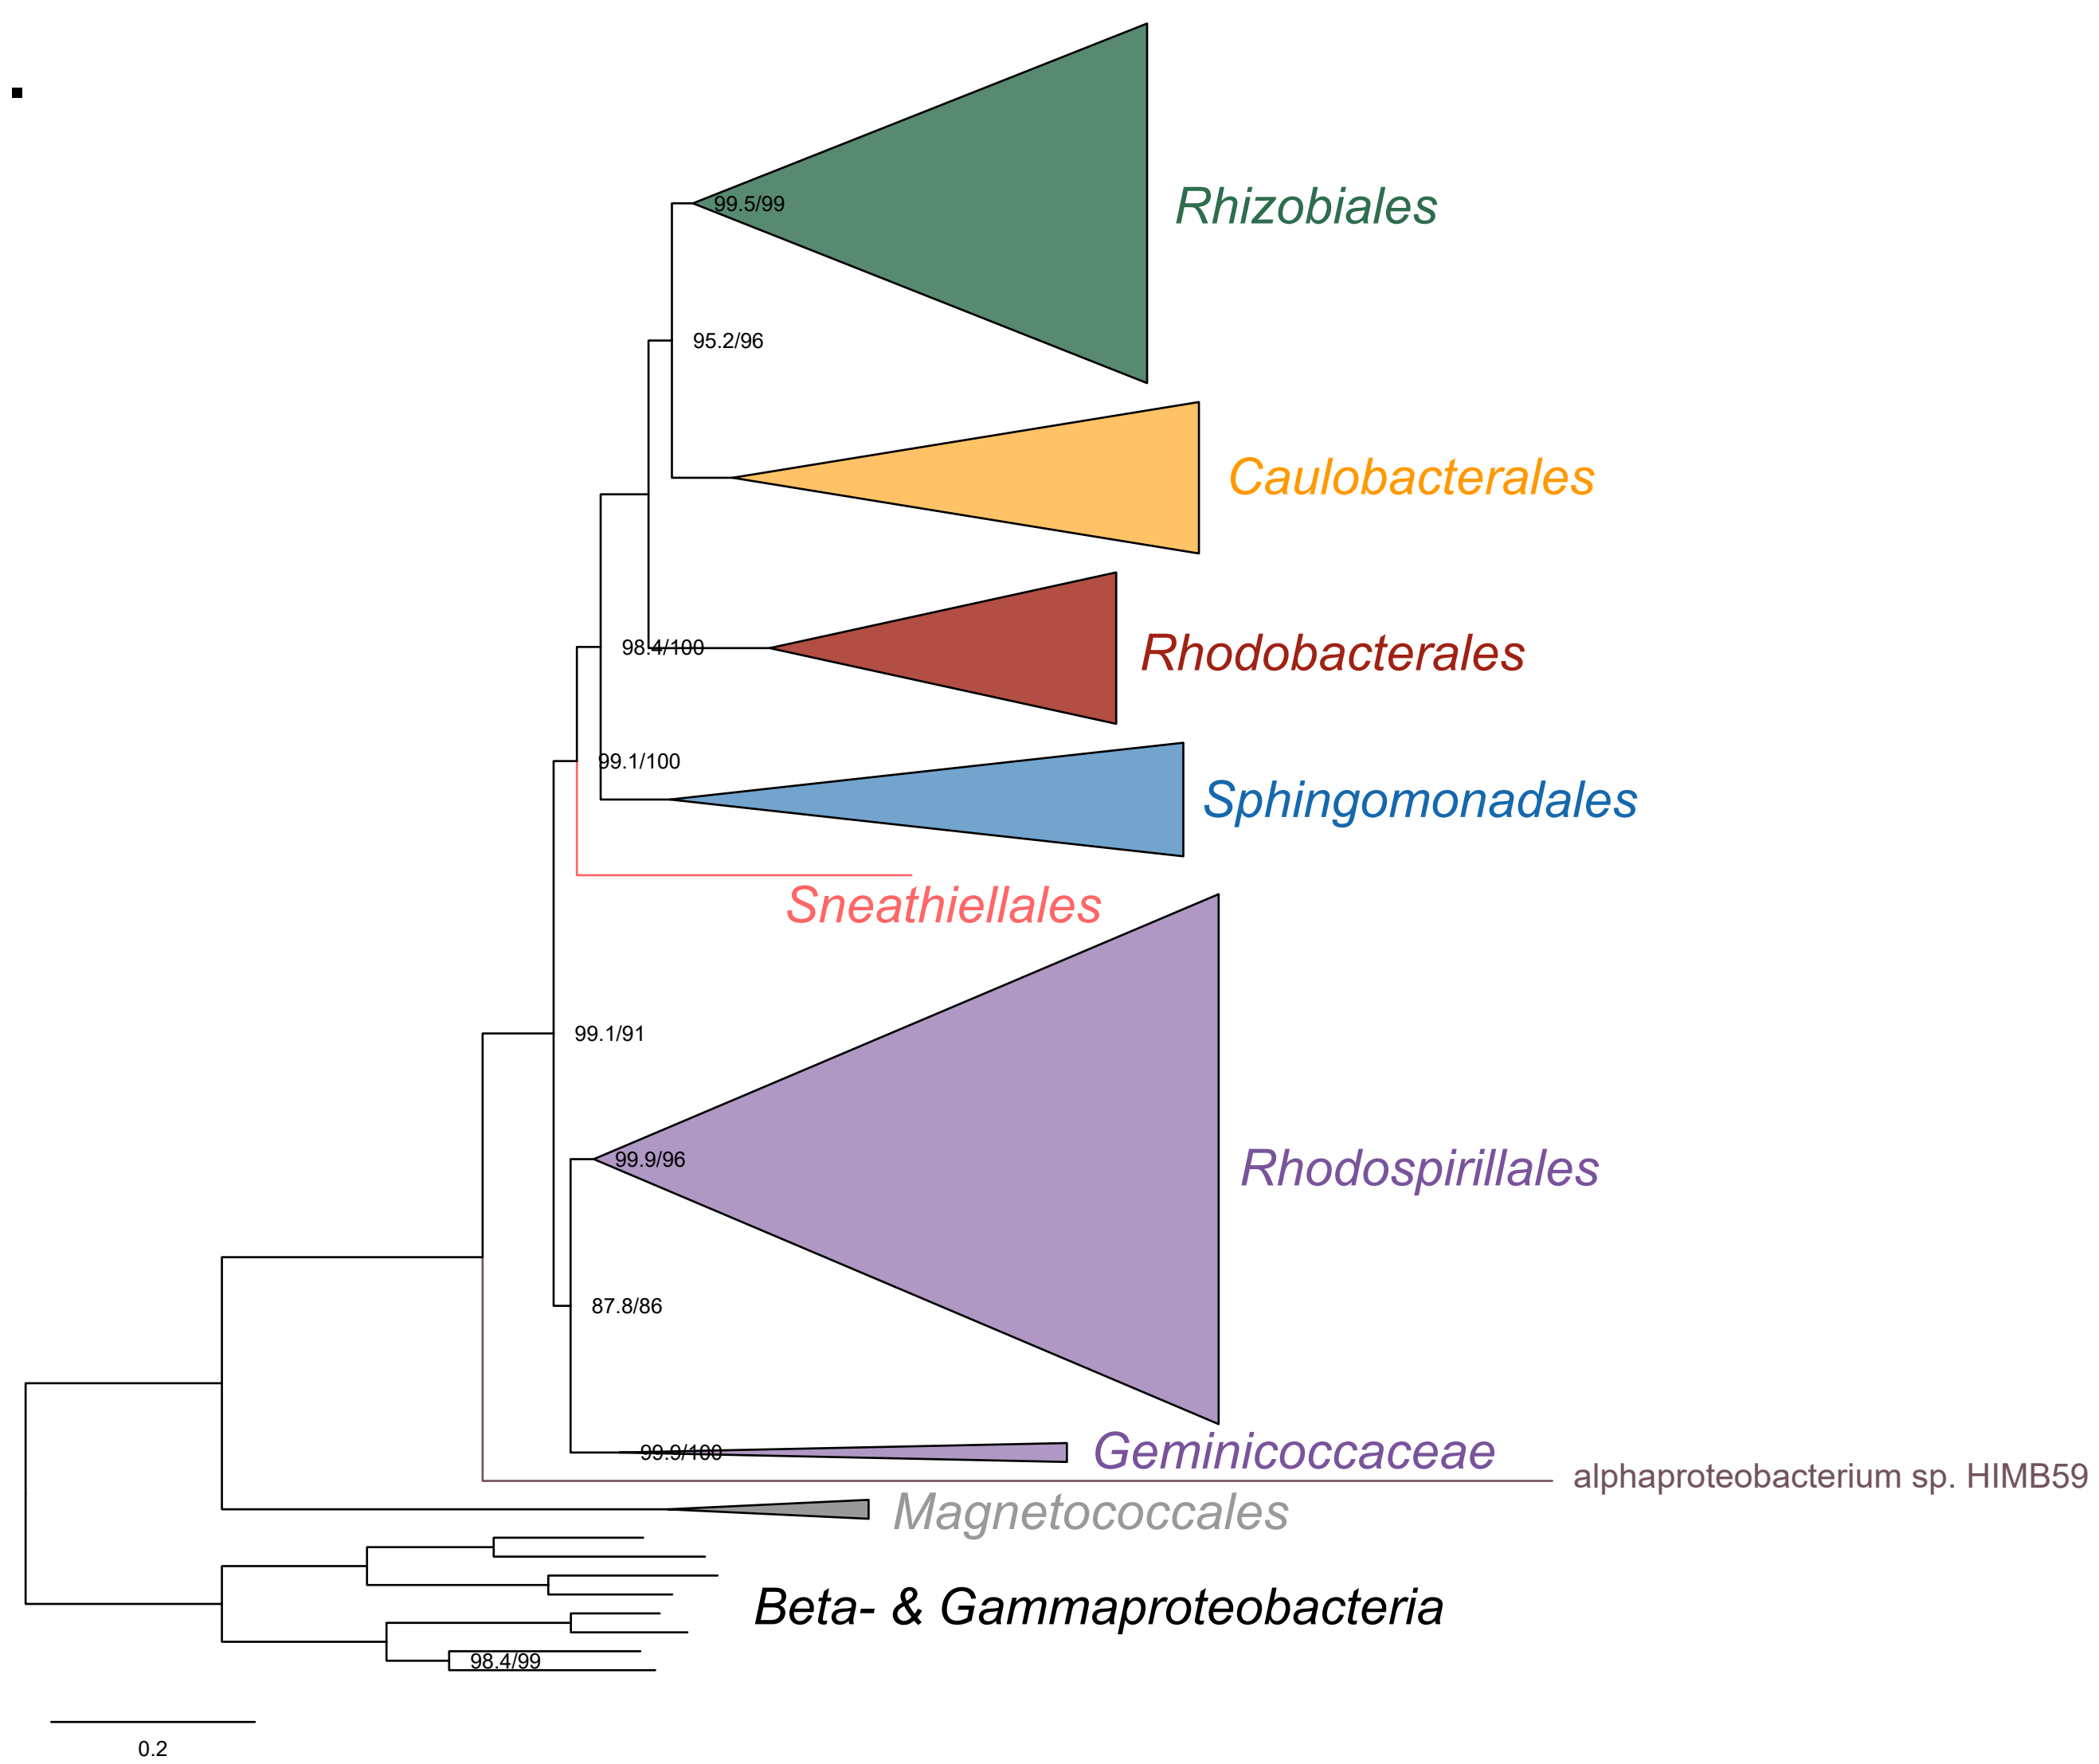 99.5/99
Rhizobiales
95.2/96
Caulobacterales
98.4/100
Rhodobacterales
99.1/100
Sphingomonadales
Sneathiellales
99.1/91
99.9/96
Rhodospirillales
87.8/86
99.9/100
Geminicoccaceae
alphaproteobacterium sp. HIMB59
Magnetococcales
Beta- & Gammaproteobacteria
98.4/99
0.2